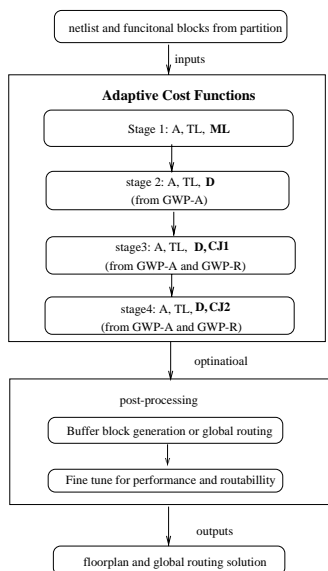 netlist and funcitonal blocks from partition
inputs
Adaptive Cost Functions
Stage 1: A, TL, ML
stage 2: A, TL, D
(from GWP-A)
stage3: A, TL, D, CJ1
(from GWP-A and GWP-R)
stage4: A, TL, D, CJ2
(from GWP-A and GWP-R)
optinatioal
post-processing
Buffer block generation or global routing
Fine tune for performance and routabillity
outputs
floorplan and global routing solution